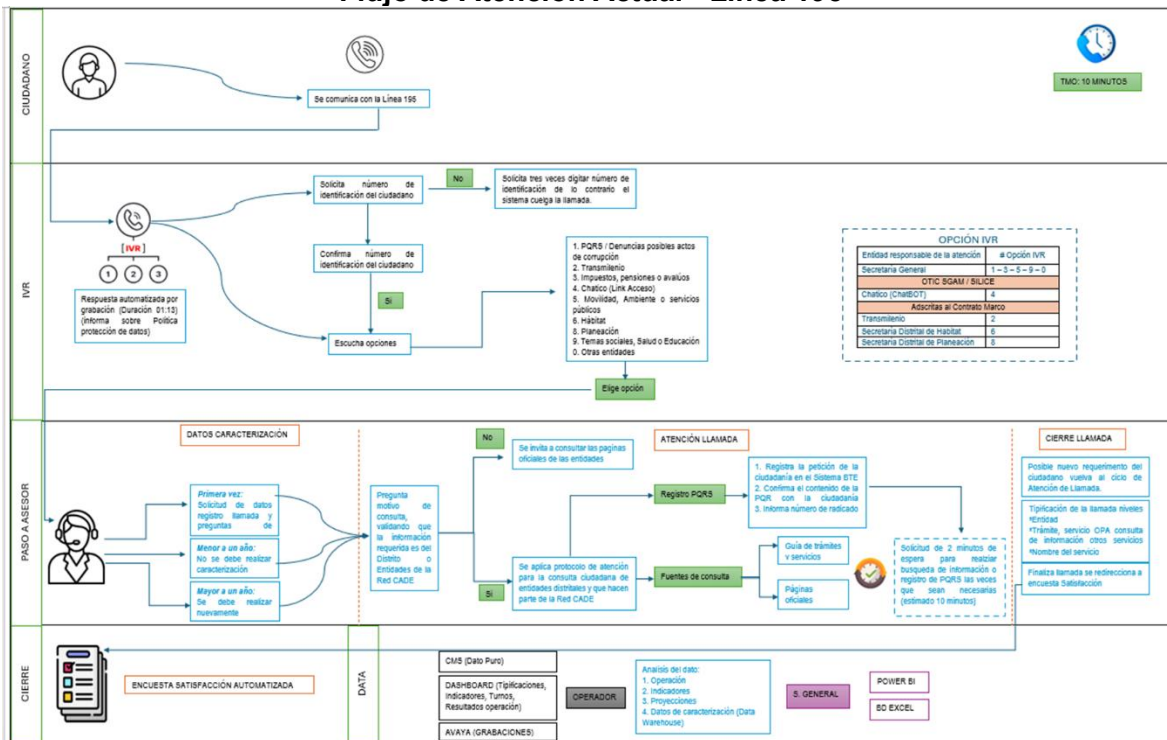 CIUDADANO
Se comunica con la Línea 195
TMO: 10 MINUTOS
IVR
[IVR]
1 2 3
Respuesta automatizada por
grabación (Duración 01:13)
(informa sobre Política
protección de datos)
Solicita número de
identificación del ciudadano
No
Solicita tres veces digitar número de
identificación de lo contrario el
sistema cuelga la llamada.
Confirma número de
identificación del ciudadano
Si
Escucha opciones
1. PQRS / Denuncias posibles actos
de corrupción
2. Transmilenio
3. Impuestos, pensiones o avalúos
4. Chatico (Link Acceso)
5. Movilidad, Ambiente o servicios
públicos
6. Hábitat
8. Planeación
9. Temas sociales, Salud o Educación
0. Otras entidades
Elige opción
OPCIÓN IVR
Entidad responsable de la atención # Opción IVR
Secretaría General 1 – 3 – 5 – 9 – 0
OTIC SGAM / SILICE
Chatico (ChatBOT) 4
Adscritas al Contrato Marco
Transmilenio 2
Secretaria Distrital de Habitat 6
Secretaria Distrital de Planeación 8
PASO A ASESOR
DATOS CARACTERIZACIÓN
Primera vez:
Solicitud de datos
registro llamada y
preguntas de
Menor a un año:
No se debe realizar
caracterización
Mayor a un año:
Se debe realizar
nuevamente
Pregunta
motivo de
consulta,
validando que
la información
requerida es del
Distrito o
Entidades de la
Red CADE
No
Se invita a consultar las paginas
oficiales de las entidades
Si
Se aplica protocolo de atención
para la consulta ciudadana de
entidades distritales y que hacen
parte de la Red CADE
ATENCIÓN LLAMADA
Registro PQRS
1. Registra la petición de la
ciudadanía en el Sistema BTE
2. Confirma el contenido de la
PQR con la ciudadanía
3. Informa número de radicado
Fuentes de consulta
Guía de trámites
y servicios
Páginas
oficiales
Solicitud de 2 minutos de
espera para realziar
busqueda de información o
registro de PQRS las veces
que sean necesarias
(estimado 10 minutos)
CIERRE LLAMADA
Posible nuevo requerimento del
ciudadano vuelva al ciclo de
Atención de Llamada.
Tipificación de la llamada niveles
*Entidad
*Trámite, servicio OPA consulta
de información otros servicios
*Nombre del servicio
Finaliza llamada se redirecciona a
encuesta Satisfacción
CIERRE
ENCUESTA SATISFACCIÓN AUTOMATIZADA
DATA
CMS (Dato Puro)
DASHBOARD (Tipificaciones,
Indicadores, Turnos,
Resultados operación)
AVAYA (GRABACIONES)
OPERADOR
Analisis del dato:
1. Operación
2. Indicadores
3. Proyecciones
4. Datos de caracterización (Data
Warehouse)
S. GENERAL
POWER BI
BD EXCEL